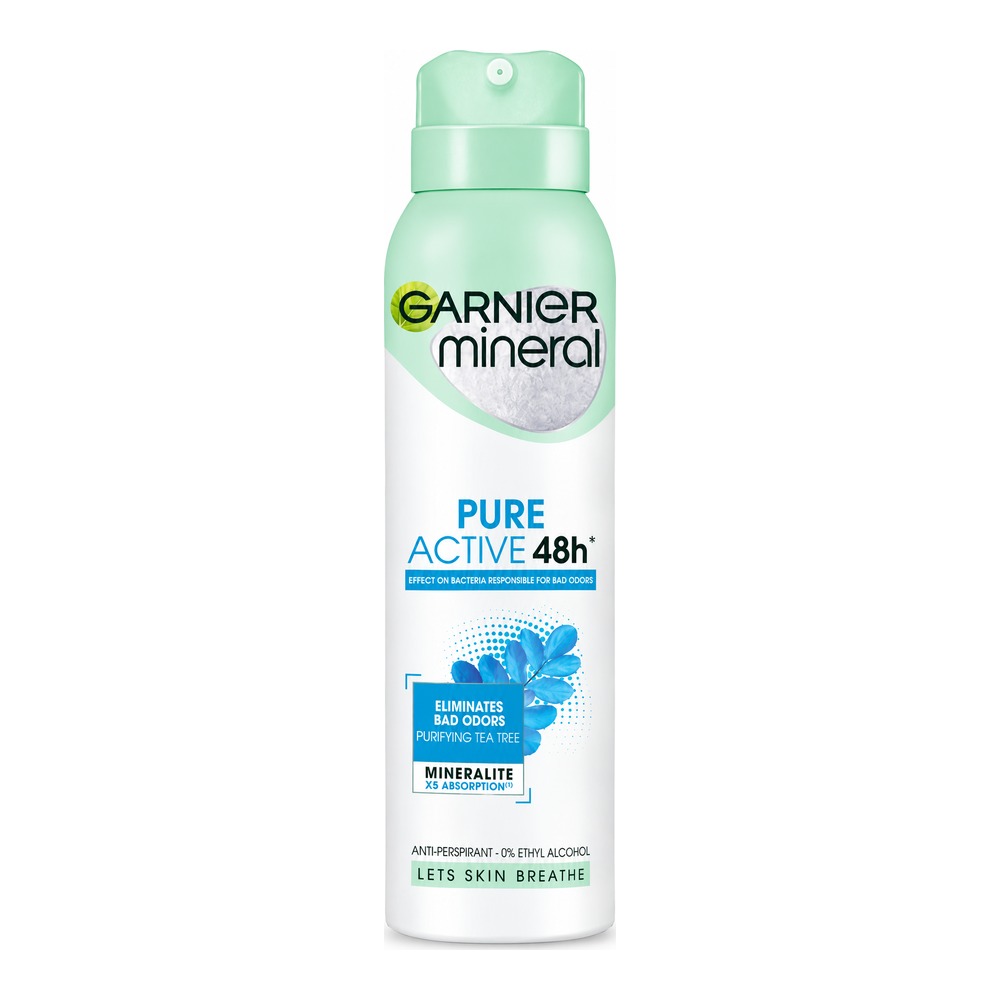 GARNIER
mineral
PURE
ACTIVE 48h*
EFFECT ON BACTERIA RESPONSIBLE FOR BAD ODORS
ELIMINATES
BAD ODORS
PURIFYING TEA TREE
MINERALITE
X5 ABSORPTION(1)
ANTI-PERSPIRANT - 0% ETHYL ALCOHOL
LETS SKIN BREATHE